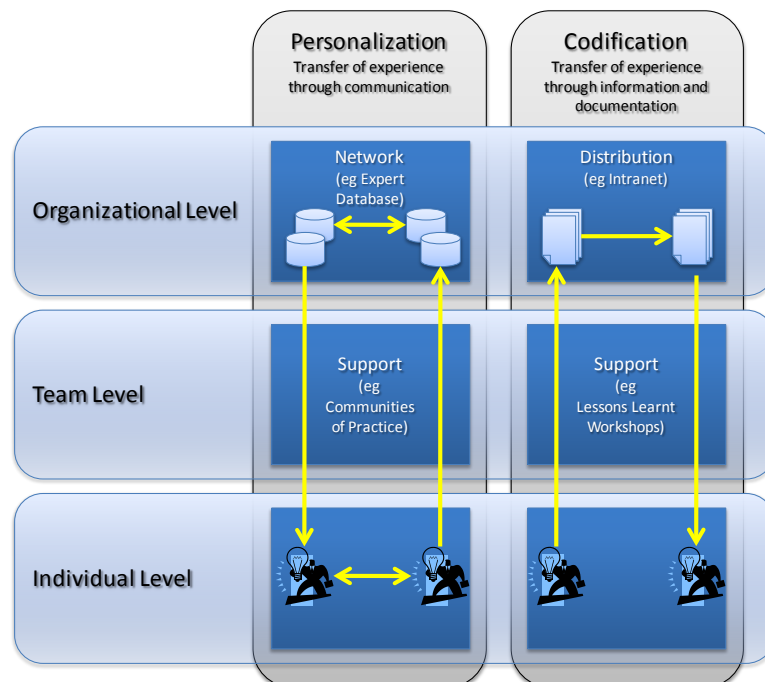 Personalization
Transfer of experience
through communication
Codification
Transfer of experience
through information and
documentation
Organizational Level
Network
(eg Expert
Database)
Distribution
(eg Intranet)
Team Level
Support
(eg
Communities
of Practice)
Support
(eg
Lessons Learnt
Workshops)
Individual Level